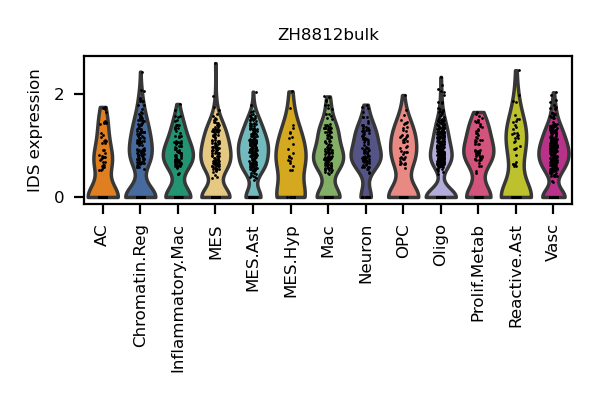 ZH8812bulk
IDS expression
2
0
AC
Chromatin.Reg
Inflammatory.Mac
MES
MES.Ast
MES.Hyp
Mac
Neuron
OPC
Oligo
Prolif.Metab
Reactive.Ast
Vasc